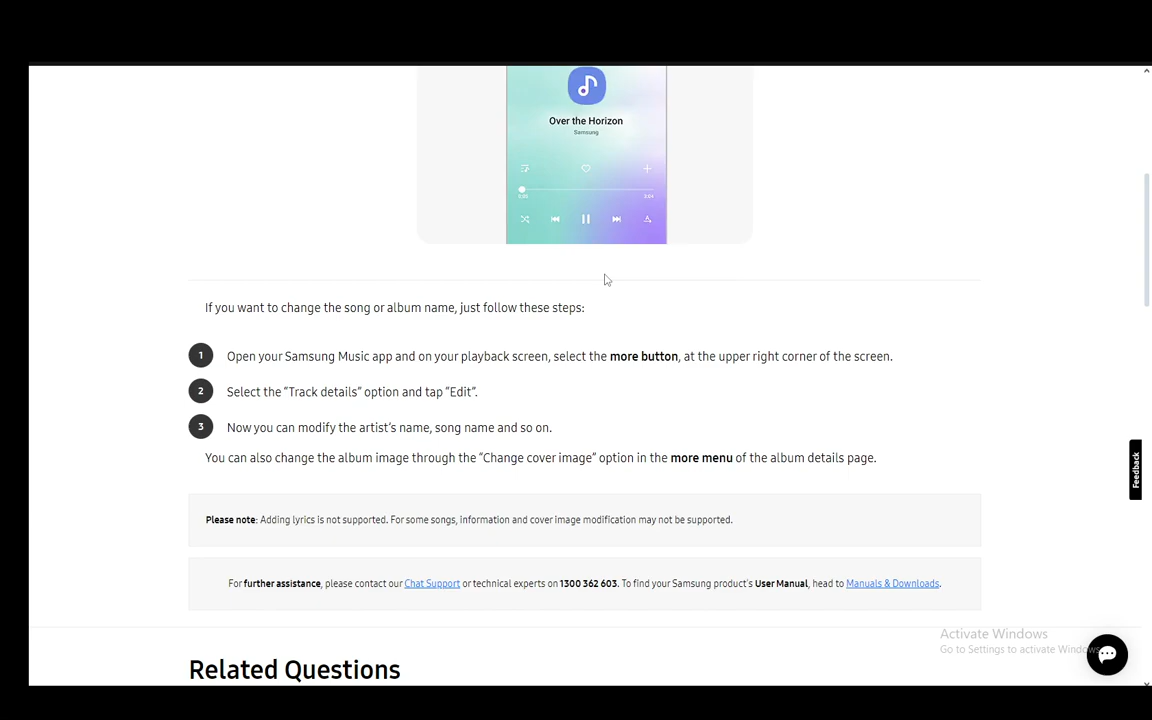 Over the Horizon
Samsung
If you want to change the song or album name, just follow these steps:
1 Open your Samsung Music app and on your playback screen, select the more button, at the upper right corner of the screen.
2 Select the “Track details” option and tap “Edit”.
3 Now you can modify the artist’s name, song name and so on.
You can also change the album image through the “Change cover image” option in the more menu of the album details page.
Feedback
Please note: Adding lyrics is not supported. For some songs, information and cover image modification may not be supported.
For further assistance, please contact our Chat Support or technical experts on 1300 362 603. To find your Samsung product's User Manual, head to Manuals & Downloads.
Activate Windows
Go to Settings to activate Windows.
Related Questions